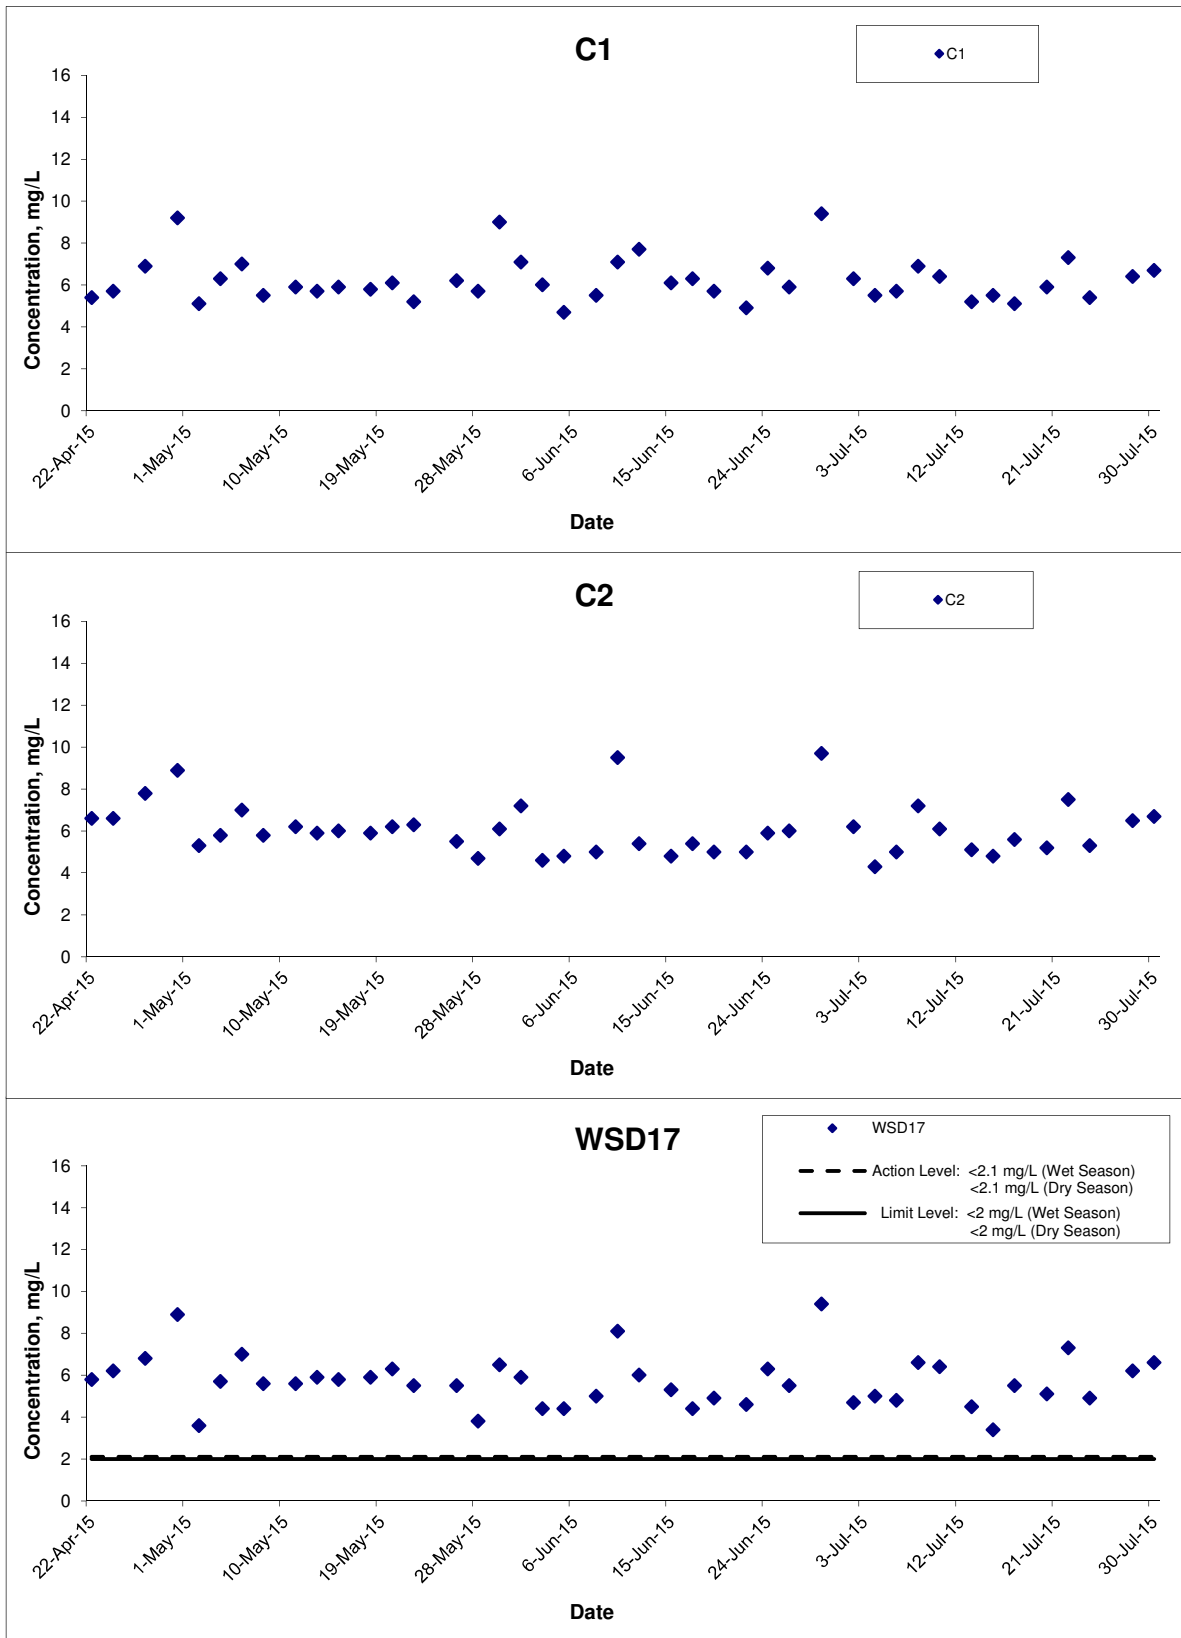 C1
C1
16
14
12
10
8
6
4
2
0
Concentration, mg/L
22-Apr-15
1-May-15
10-May-15
19-May-15
28-May-15
6-Jun-15
15-Jun-15
24-Jun-15
3-Jul-15
12-Jul-15
21-Jul-15
30-Jul-15
Date
C2
C2
16
14
12
10
8
6
4
2
0
Concentration, mg/L
22-Apr-15
1-May-15
10-May-15
19-May-15
28-May-15
6-Jun-15
15-Jun-15
24-Jun-15
3-Jul-15
12-Jul-15
21-Jul-15
30-Jul-15
Date
WSD17
WSD17
Action Level: <2.1 mg/L (Wet Season)
<2.1 mg/L (Dry Season)
Limit Level: <2 mg/L (Wet Season)
<2 mg/L (Dry Season)
16
14
12
10
8
6
4
2
0
Concentration, mg/L
22-Apr-15
1-May-15
10-May-15
19-May-15
28-May-15
6-Jun-15
15-Jun-15
24-Jun-15
3-Jul-15
12-Jul-15
21-Jul-15
30-Jul-15
Date